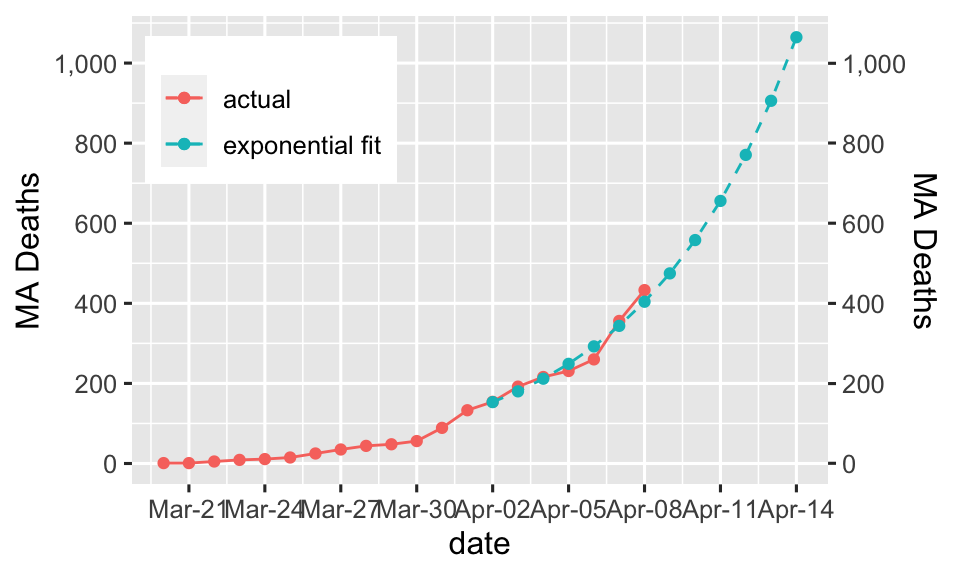 1,000
800
600
400
200
0
MA Deaths
actual
exponential fit
1,000
800
600
400
200
0
MA Deaths
Mar-21 Mar-24 Mar-27 Mar-30 Apr-02 Apr-05 Apr-08 Apr-11 Apr-14
date